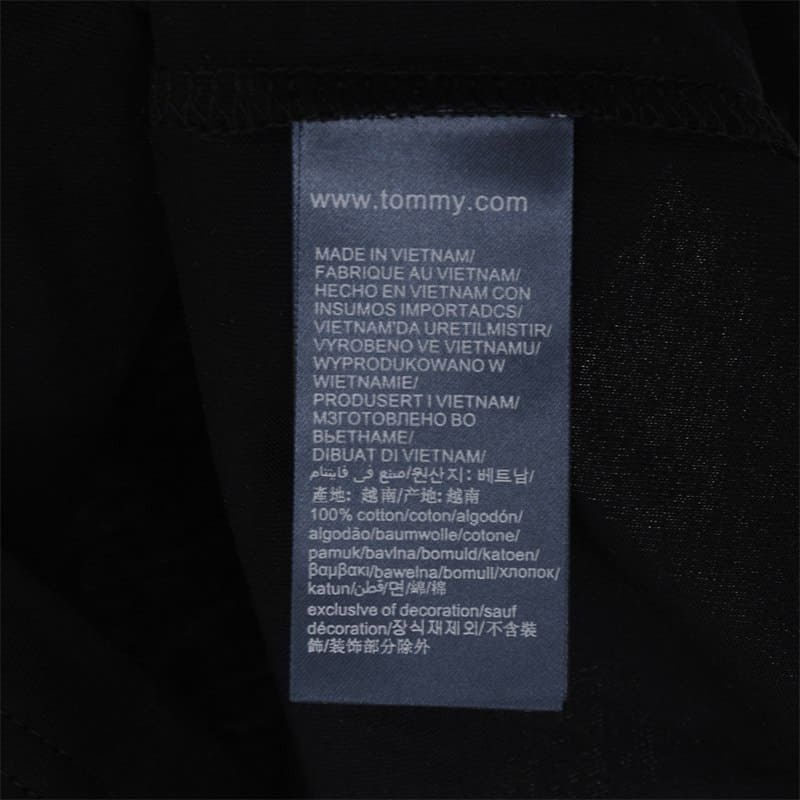 www.tommy.com
MADE IN VIETNAM/
FABRIQUE AU VIETNAM/
HECHO EN VIETNAM CON
INSUMOS IMPORTADCS/
VIETNAM'DA URETILMISTIR/
VYROBENO VE VIETNAMU/
WYPRODUKOWANO W
WIETNAMIE/
PRODUSERT I VIETNAM/
МЗГОТОВЛЕНО ВО
ВЬЕТНАМЕ/
DIBUAT DI VIETNAM/
صنع في فايتنام/원산지: 베트남/
產地: 越南/产地: 越南
100% cotton/coton/algodón/
algodão/baumwolle/cotone/
pamuk/bavlna/bomuld/katoen/
βαμβακι/bawelna/bomull/хлопок/
katun/قطن/면/綿/棉
exclusive of decoration/sauf
décoration/장식재제외/不含裝
飾/装饰部分除外